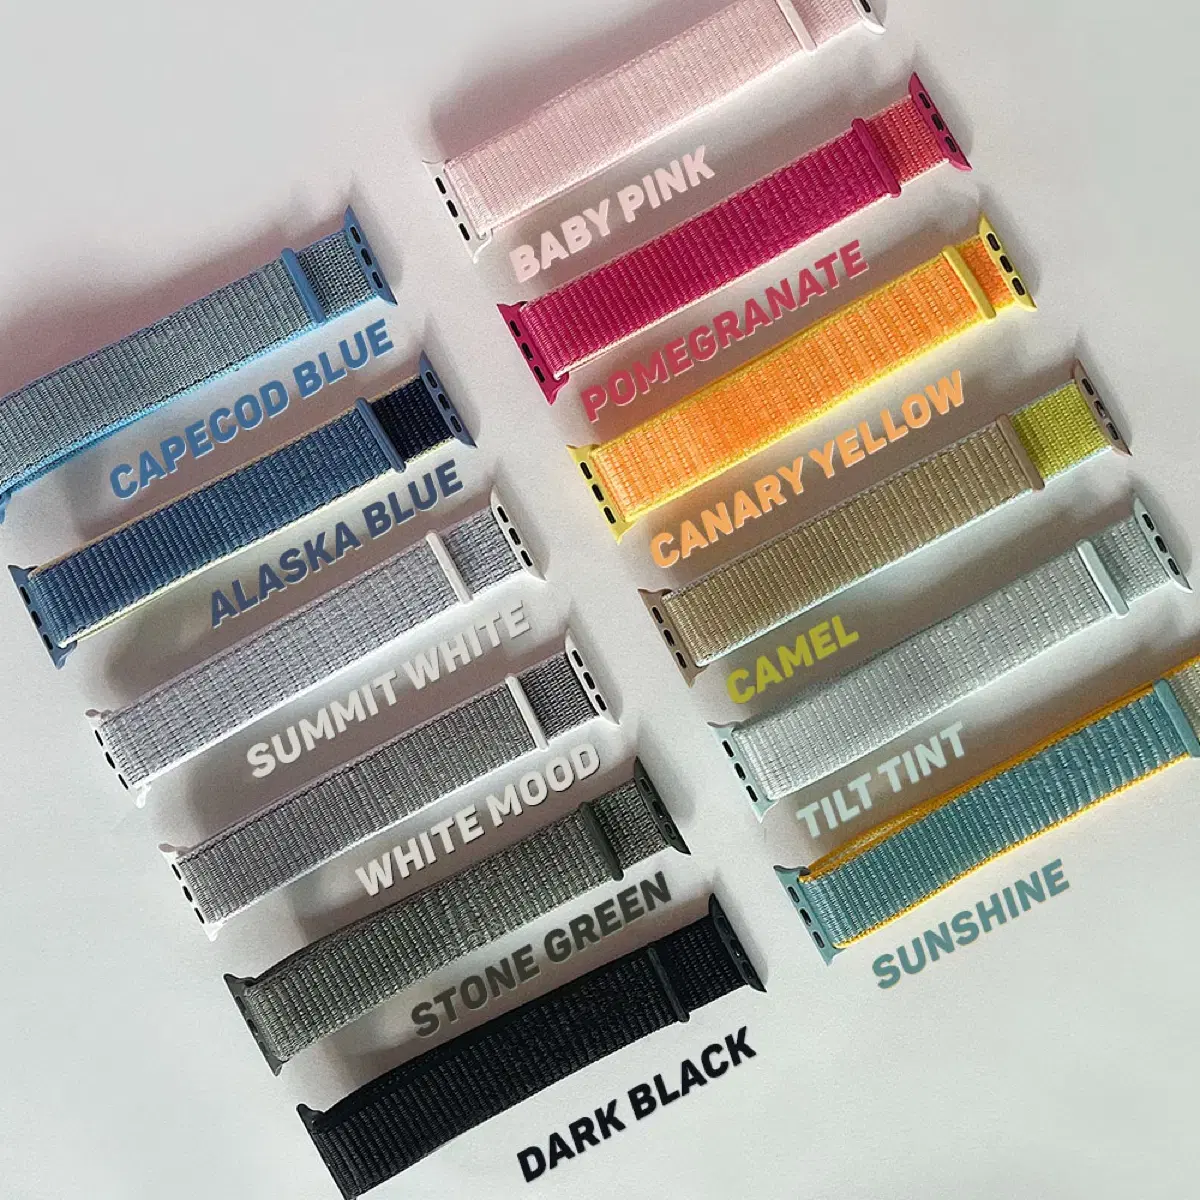 BABY PINK
POMEGRANATE
CANARY YELLOW
CAMEL
TILT TINT
SUNSHINE
CAPECOD BLUE
ALASKA BLUE
SUMMIT WHITE
WHITE MOOD
STONE GREEN
DARK BLACK